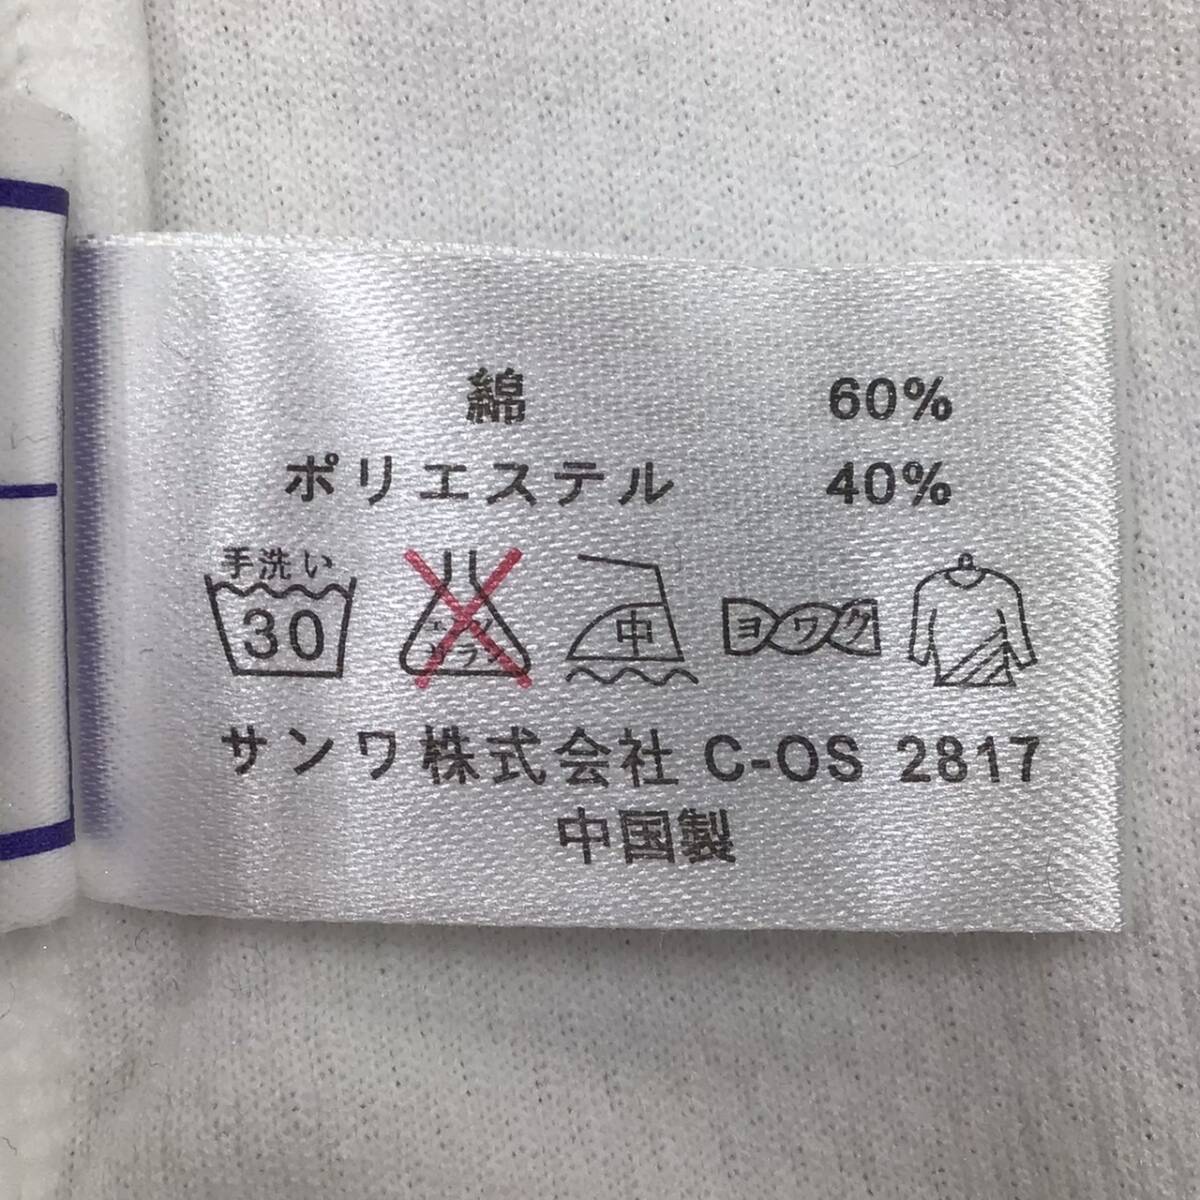 綿 60%
ポリエステル 40%
手洗い
30
エンソ
サラシ
中
ヨワク
サンワ株式会社 C-OS 2817
中国製